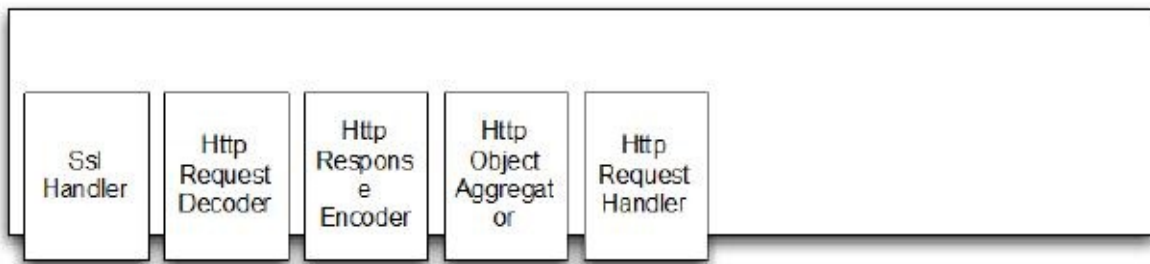 Ssl
Handler
Http
Request
Decoder
Http
Respons
e
Encoder
Http
Object
Aggregat
or
Http
Request
Handler